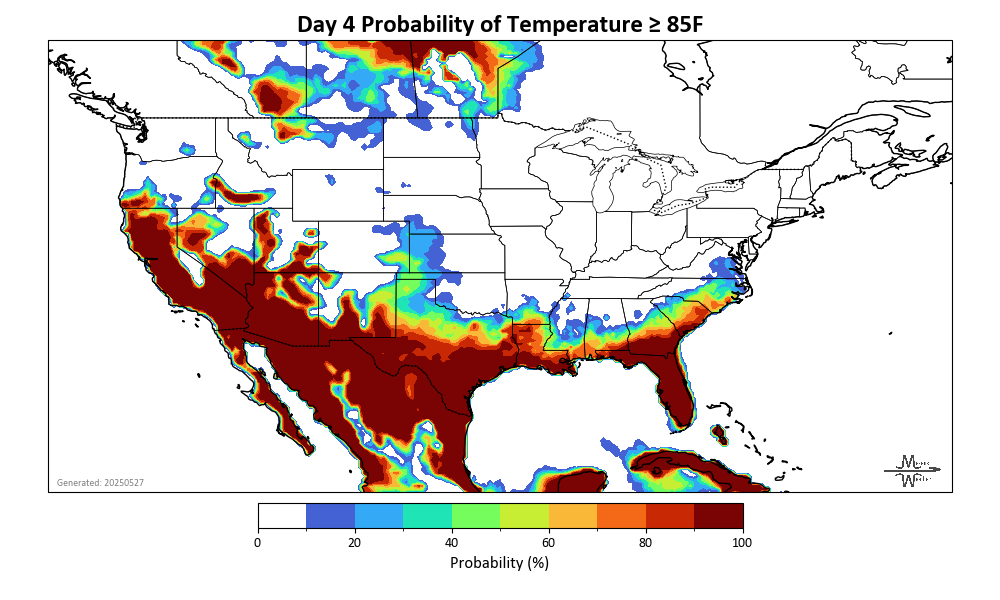 Day 4 Probability of Temperature ≥ 85F
Generated: 20250527
0 20 40 60 80 100
Probability (%)